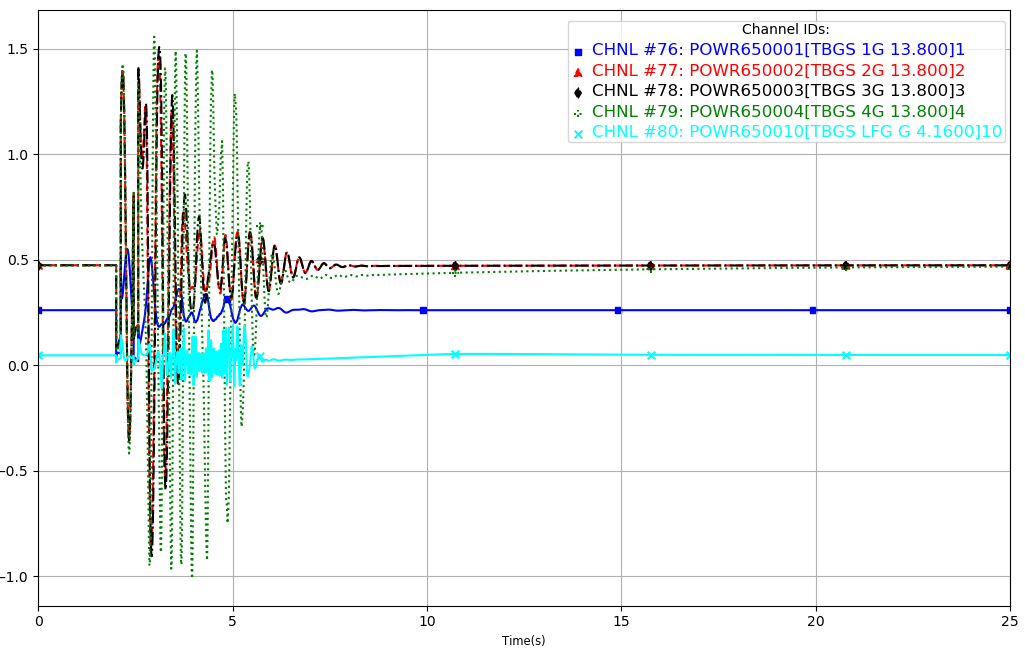 Channel IDs:
CHNL #76: POWR650001[TBGS 1G 13.800]1
CHNL #77: POWR650002[TBGS 2G 13.800]2
CHNL #78: POWR650003[TBGS 3G 13.800]3
CHNL #79: POWR650004[TBGS 4G 13.800]4
CHNL #80: POWR650010[TBGS LFG G 4.1600]10
1.5
1.0
0.5
0.0
−0.5
−1.0
0 5 10 15 20 25
Time(s)